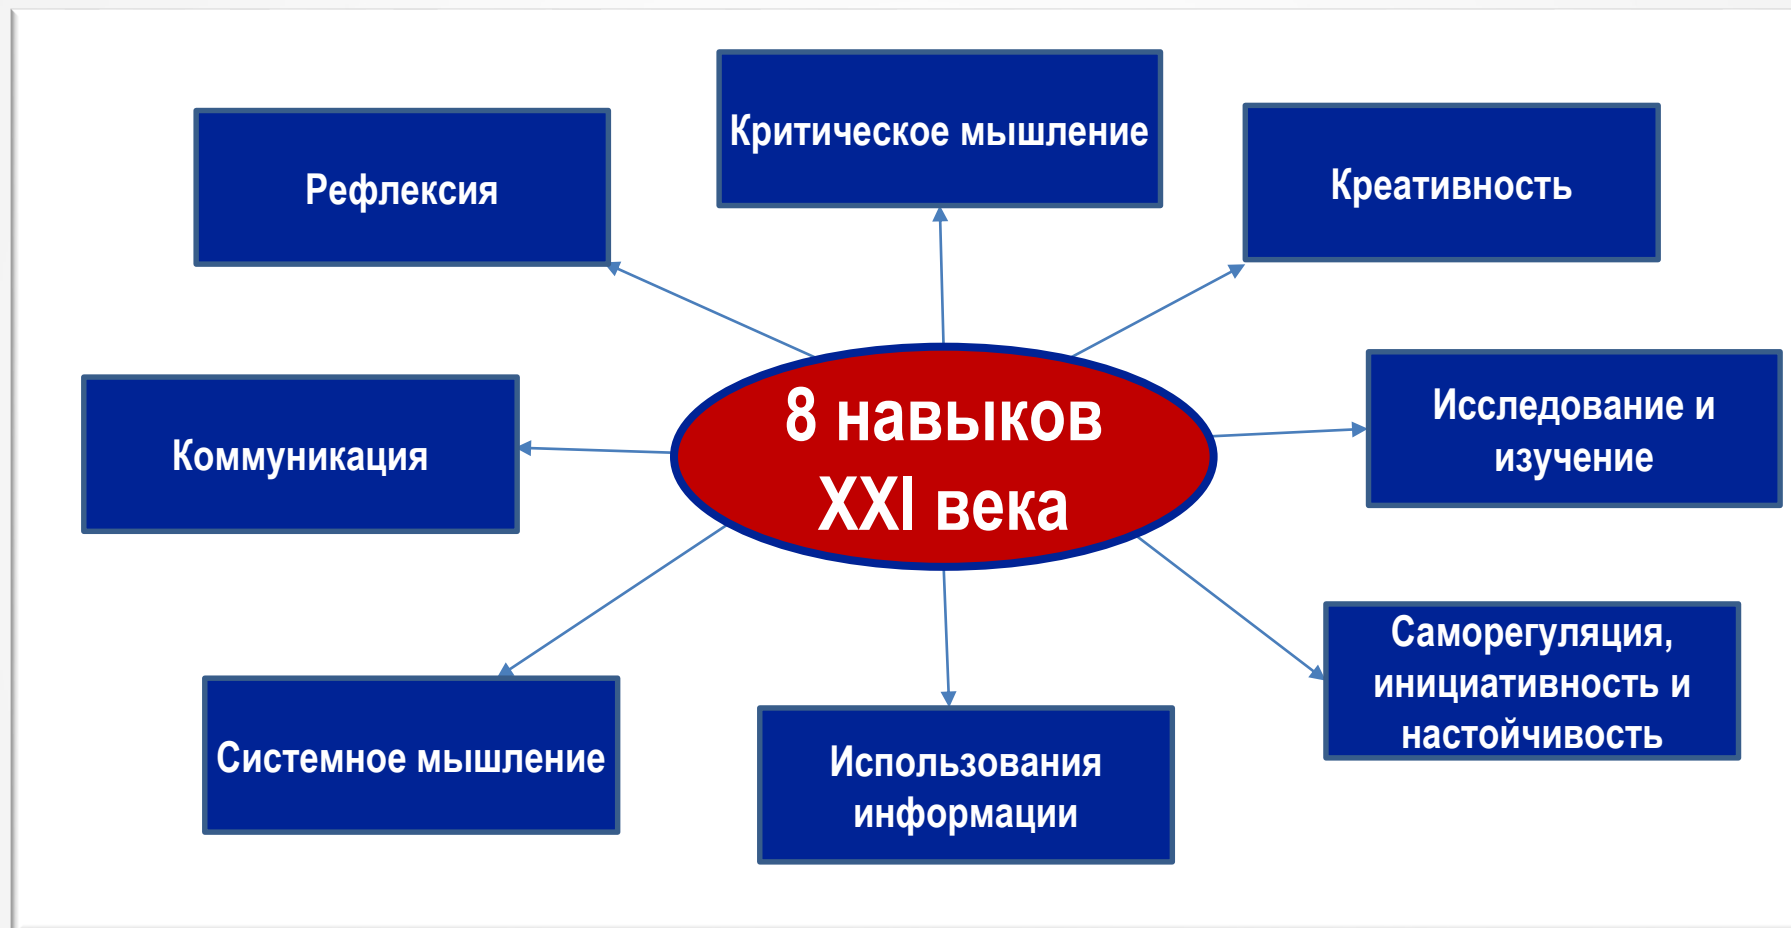 Критическое мышление
Рефлексия
Креативность
8 навыков
XXI века
Исследование и
изучение
Коммуникация
Саморегуляция,
инициативность и
настойчивость
Системное мышление
Использования
информации